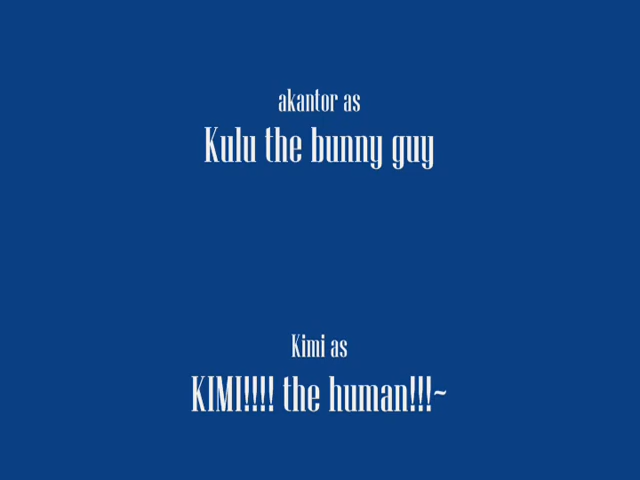 akantor as
Kulu the bunny guy
Kimi as
KIMI!!!! the human!!!~